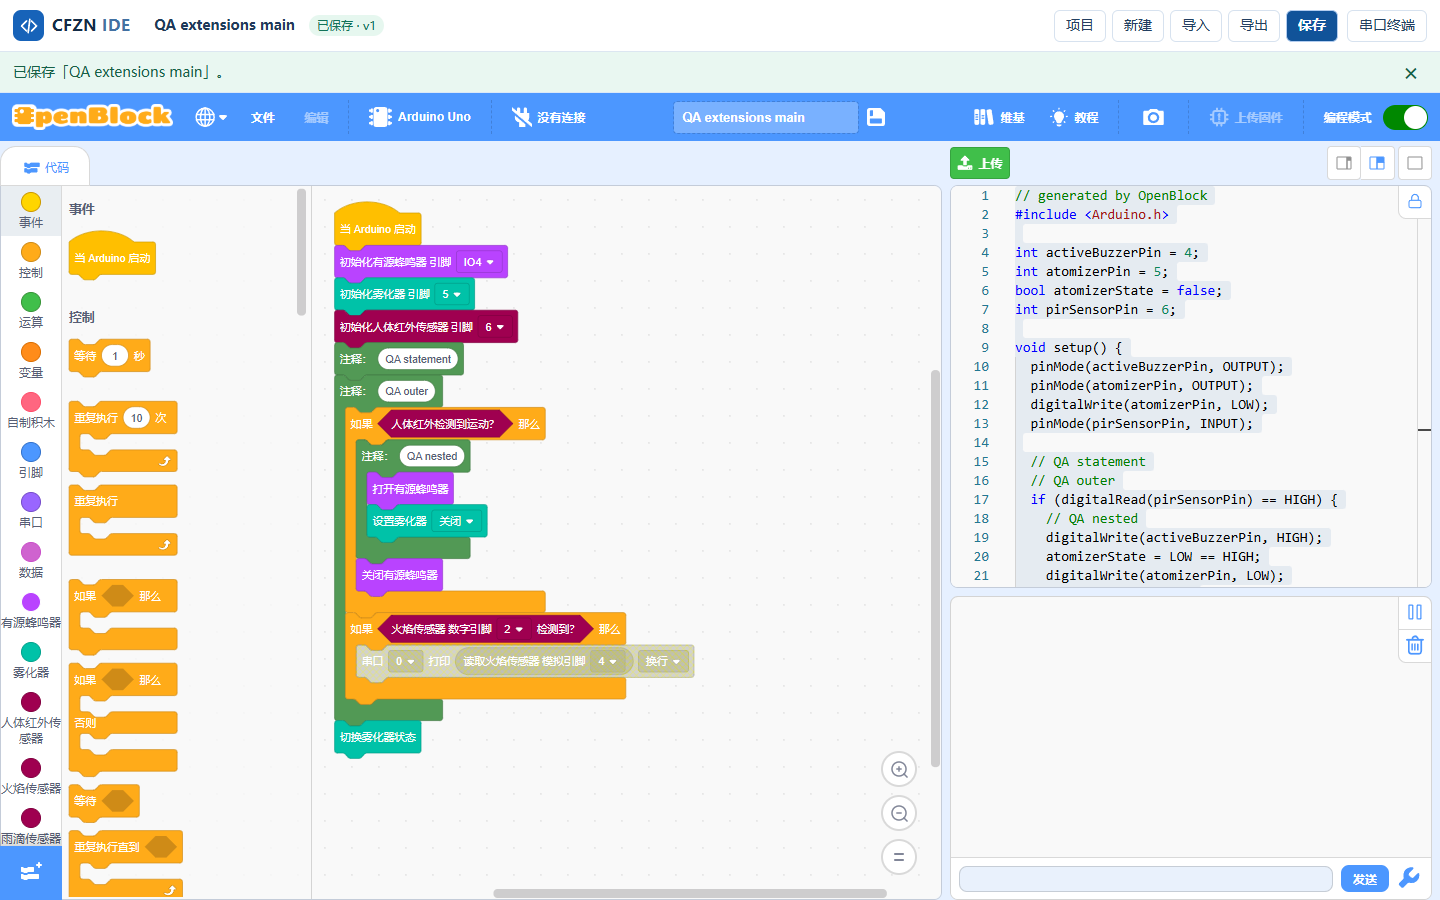 CFZN IDE
QA extensions main
已保存 · v1
项目
新建
导入
导出
保存
串口终端
已保存「QA extensions main」。
OpenBlock
文件
编辑
Arduino Uno
没有连接
QA extensions main
维基
教程
上传固件
编程模式
代码
上传
事件
控制
运算
变量
自制积木
引脚
串口
数据
有源蜂鸣器
雾化器
人体红外传
感器
火焰传感器
雨滴传感器
事件
当 Arduino 启动
控制
等待 1 秒
重复执行 10 次
重复执行
如果 那么
如果 那么
否则
等待
重复执行直到
当 Arduino 启动
初始化有源蜂鸣器 引脚 IO4
初始化雾化器 引脚 5
初始化人体红外传感器 引脚 6
注释: QA statement
注释: QA outer
如果 人体红外检测到运动? 那么
注释: QA nested
打开有源蜂鸣器
设置雾化器 关闭
关闭有源蜂鸣器
如果 火焰传感器 数字引脚 2 检测到? 那么
串口 0 打印 读取火焰传感器 模拟引脚 4 换行
切换雾化器状态
1 // generated by OpenBlock
2 #include <Arduino.h>
3
4 int activeBuzzerPin = 4;
5 int atomizerPin = 5;
6 bool atomizerState = false;
7 int pirSensorPin = 6;
8
9 void setup() {
10 pinMode(activeBuzzerPin, OUTPUT);
11 pinMode(atomizerPin, OUTPUT);
12 digitalWrite(atomizerPin, LOW);
13 pinMode(pirSensorPin, INPUT);
14
15 // QA statement
16 // QA outer
17 if (digitalRead(pirSensorPin) == HIGH) {
18 // QA nested
19 digitalWrite(activeBuzzerPin, HIGH);
20 atomizerState = LOW == HIGH;
21 digitalWrite(atomizerPin, LOW);
发送